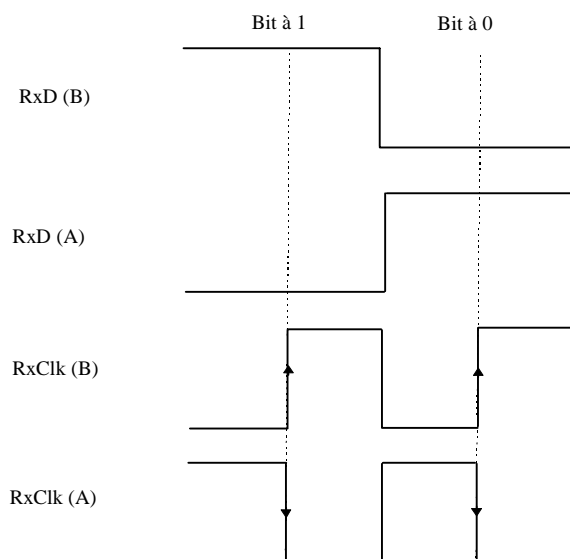 Bit à 1
Bit à 0
RxD (B)
RxD (A)
RxClk (B)
RxClk (A)